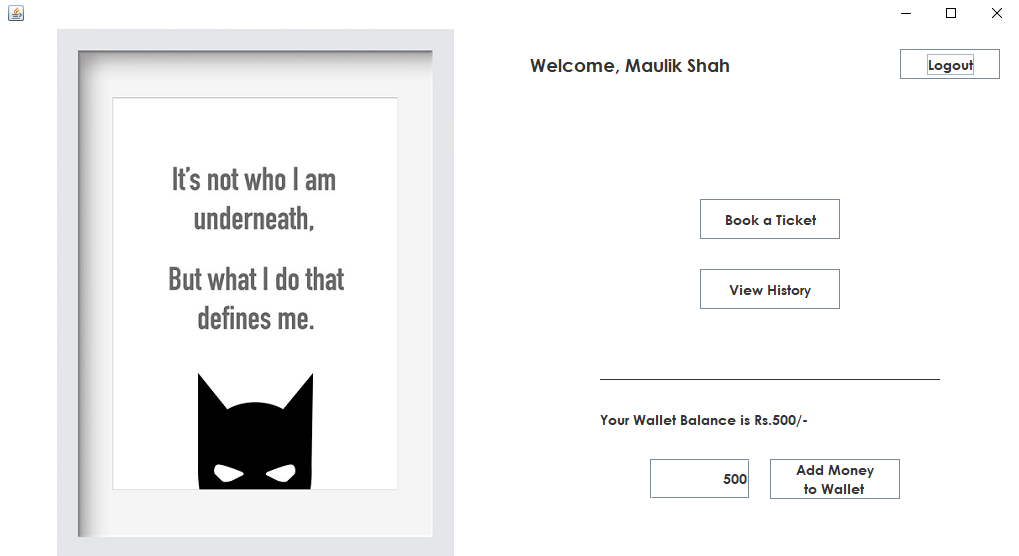 It's not who I am
underneath,
But what I do that
defines me.
Welcome, Maulik Shah
Logout
Book a Ticket
View History
Your Wallet Balance is Rs.500/-
500
Add Money
to Wallet